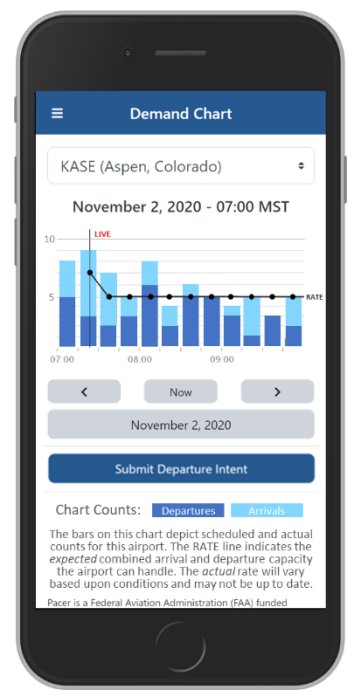 Demand Chart
KASE (Aspen, Colorado)
November 2, 2020 - 07:00 MST
LIVE
10
5
RATE
07:00 08:00 09:00
Now
November 2, 2020
Submit Departure Intent
Chart Counts: Departures Arrivals
The bars on this chart depict scheduled and actual
counts for this airport. The RATE line indicates the
expected combined arrival and departure capacity
the airport can handle. The actual rate will vary
based upon conditions and may not be up to date.
Pacer is a Federal Aviation Administration (FAA) funded